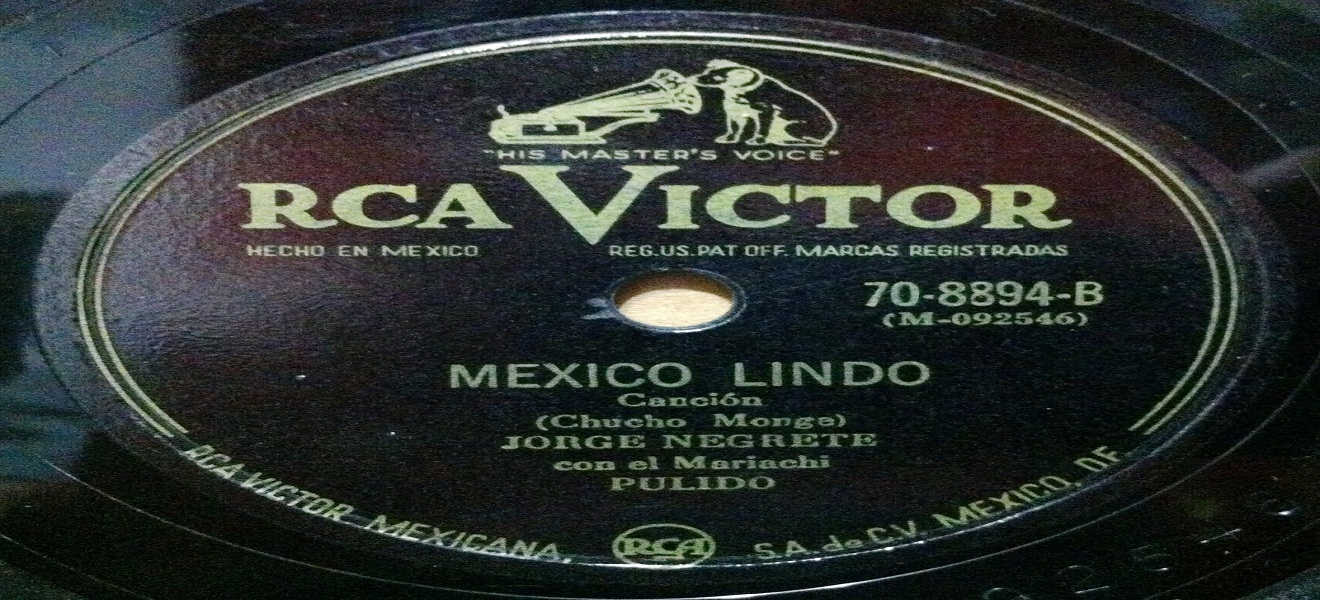 "HIS MASTER'S VOICE"
RCA VICTOR
HECHO EN MEXICO REG.US.PAT OFF. MARCAS REGISTRADAS
70-8894-B
(M-092546)
MEXICO LINDO
Canción
(Chucho Monge)
JORGE NEGRETE
con el Mariachi
PULIDO
RCA VICTOR MEXICANA, S.A. de C.V. MEXICO, D.F.
RCA